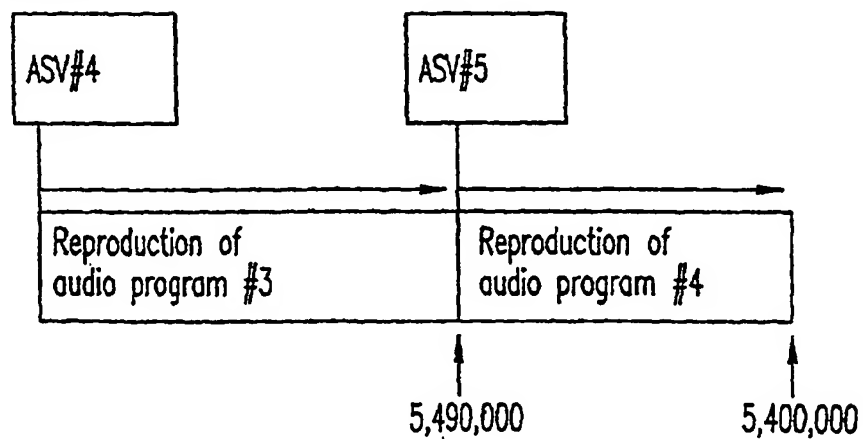 ASV#4
ASV#5
Reproduction of
audio program #3
Reproduction of
audio program #4
5,490,000
5,400,000